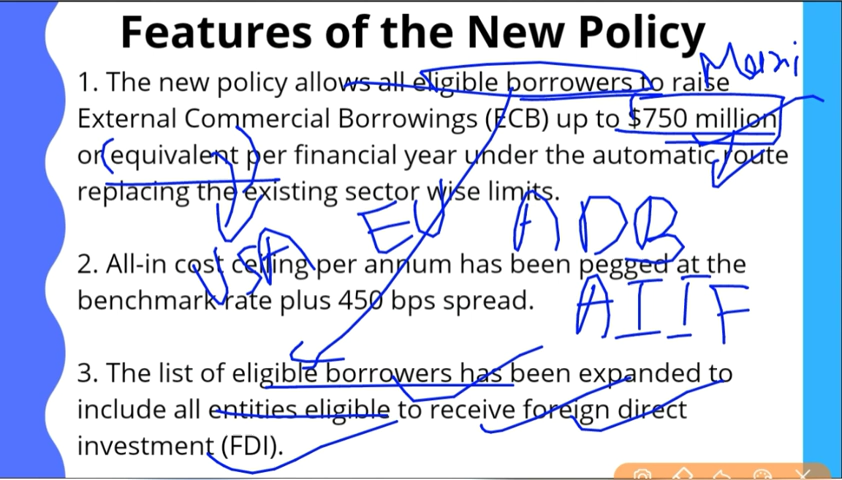 Features of the New Policy
Maxi
1. The new policy allows all eligible borrowers to raise
External Commercial Borrowings (ECB) up to $750 million
or equivalent per financial year under the automatic route
replacing the existing sector wise limits.
EU ADB
USA
2. All-in cost ceiling per annum has been pegged at the
benchmark rate plus 450 bps spread.
AIIF
3. The list of eligible borrowers has been expanded to
include all entities eligible to receive foreign direct
investment (FDI).